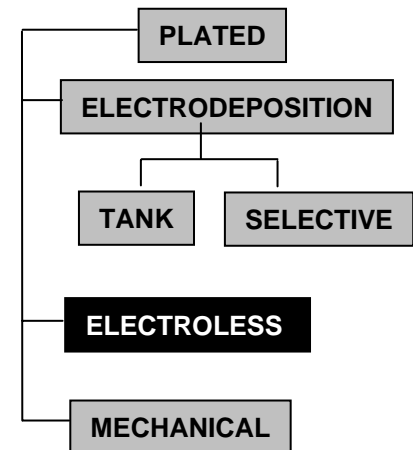 PLATED
ELECTRODEPOSITION
TANK
SELECTIVE
ELECTROLESS
MECHANICAL